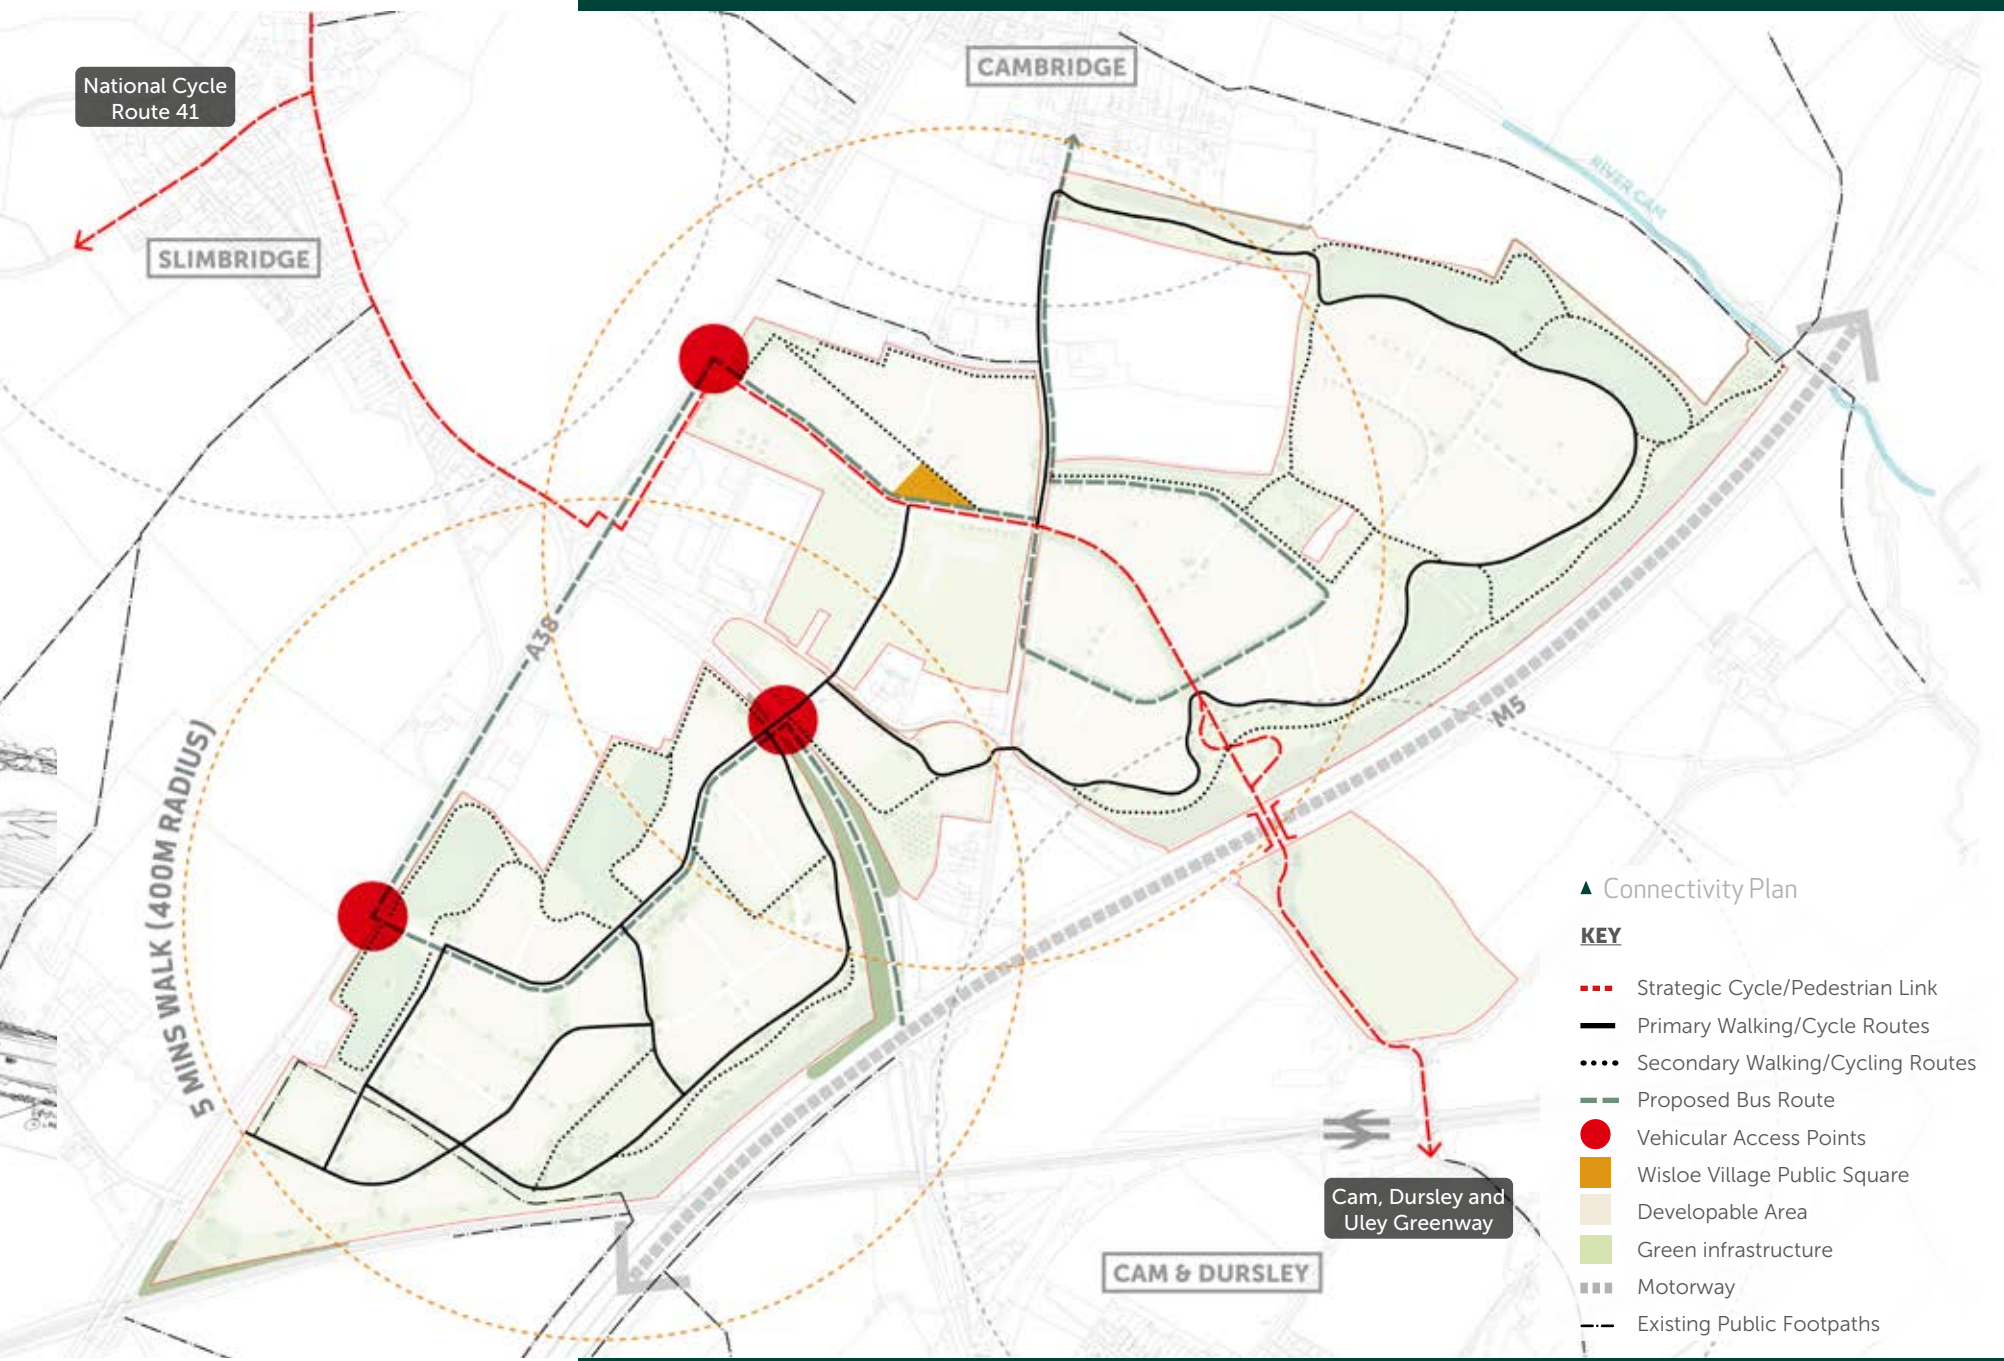 National Cycle
Route 41
CAMBRIDGE
SLIMBRIDGE
RIVER CAM
A38
M5
5 MINS WALK (400M RADIUS)
Connectivity Plan
KEY
Strategic Cycle/Pedestrian Link
Primary Walking/Cycle Routes
Secondary Walking/Cycling Routes
Proposed Bus Route
Vehicular Access Points
Wisloe Village Public Square
Developable Area
Green infrastructure
Motorway
Existing Public Footpaths
Cam, Dursley and
Uley Greenway
CAM & DURSLEY